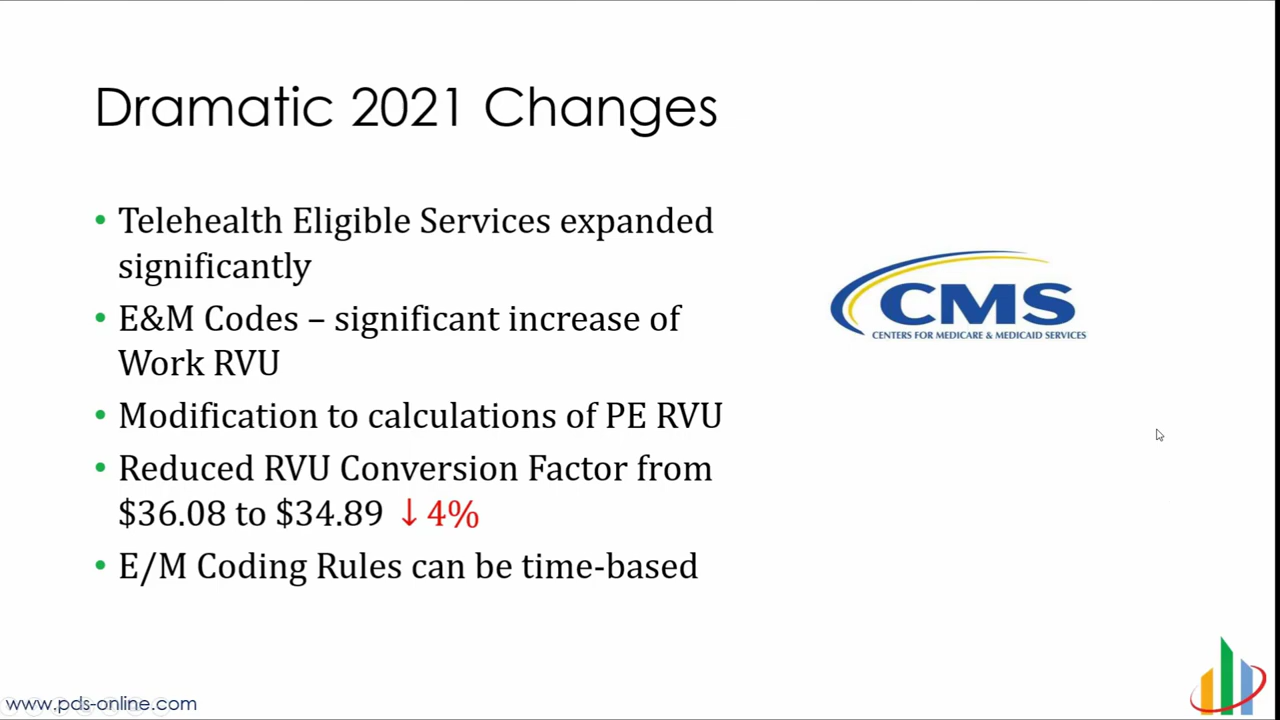 Dramatic 2021 Changes
• Telehealth Eligible Services expanded
significantly
• E&M Codes – significant increase of
Work RVU
• Modification to calculations of PE RVU
• Reduced RVU Conversion Factor from
$36.08 to $34.89 ↓4%
• E/M Coding Rules can be time-based
CMS
CENTERS FOR MEDICARE & MEDICAID SERVICES
www.pds-online.com